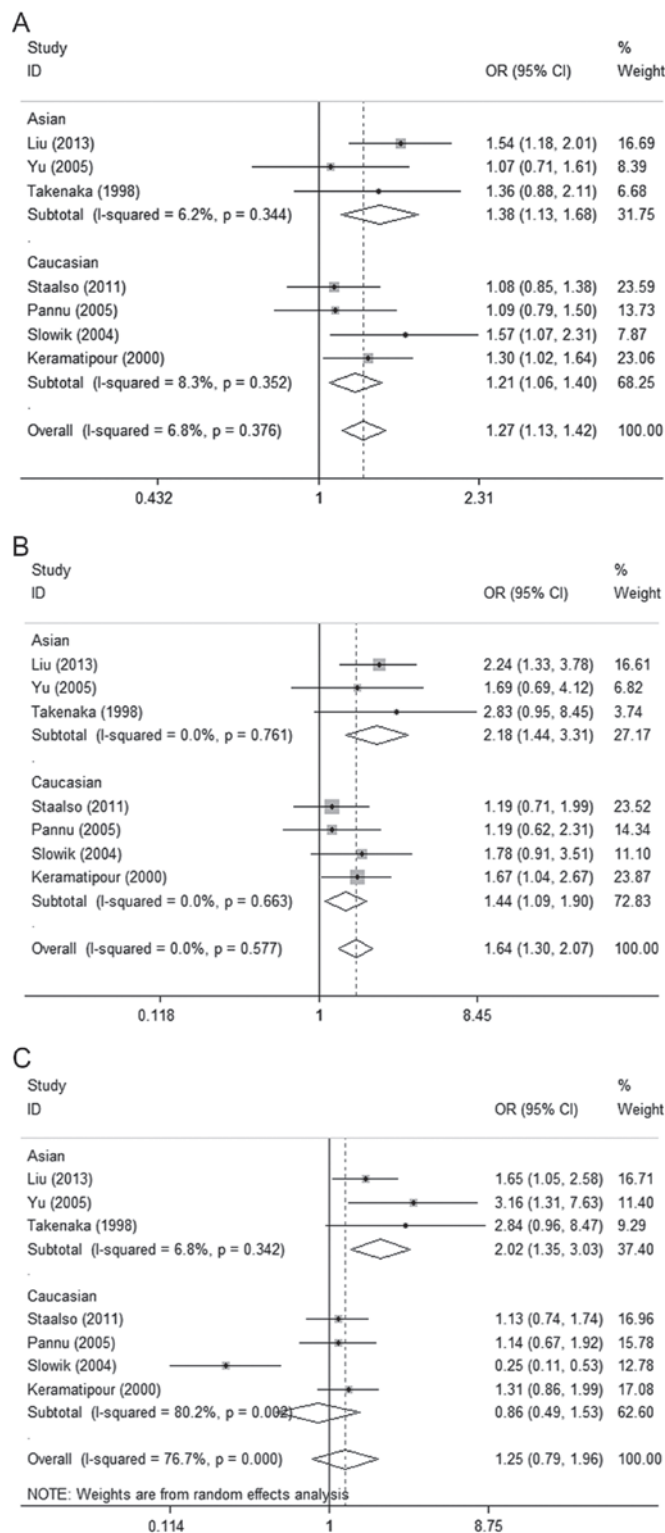 A
Study %
ID OR (95% CI) Weight
Asian
Liu (2013) 1.54 (1.18, 2.01) 16.69
Yu (2005) 1.07 (0.71, 1.61) 8.39
Takenaka (1998) 1.36 (0.88, 2.11) 6.68
Subtotal (I-squared = 6.2%, p = 0.344) 1.38 (1.13, 1.68) 31.75
.
Caucasian
Staalso (2011) 1.08 (0.85, 1.38) 23.59
Pannu (2005) 1.09 (0.79, 1.50) 13.73
Slowik (2004) 1.57 (1.07, 2.31) 7.87
Keramatipour (2000) 1.30 (1.02, 1.64) 23.06
Subtotal (I-squared = 8.3%, p = 0.352) 1.21 (1.06, 1.40) 68.25
.
Overall (I-squared = 6.8%, p = 0.376) 1.27 (1.13, 1.42) 100.00
0.432 1 2.31
B
Study %
ID OR (95% CI) Weight
Asian
Liu (2013) 2.24 (1.33, 3.78) 16.61
Yu (2005) 1.69 (0.69, 4.12) 6.82
Takenaka (1998) 2.83 (0.95, 8.45) 3.74
Subtotal (I-squared = 0.0%, p = 0.761) 2.18 (1.44, 3.31) 27.17
.
Caucasian
Staalso (2011) 1.19 (0.71, 1.99) 23.52
Pannu (2005) 1.19 (0.62, 2.31) 14.34
Slowik (2004) 1.78 (0.91, 3.51) 11.10
Keramatipour (2000) 1.67 (1.04, 2.67) 23.87
Subtotal (I-squared = 0.0%, p = 0.663) 1.44 (1.09, 1.90) 72.83
.
Overall (I-squared = 0.0%, p = 0.577) 1.64 (1.30, 2.07) 100.00
0.118 1 8.45
C
Study %
ID OR (95% CI) Weight
Asian
Liu (2013) 1.65 (1.05, 2.58) 16.71
Yu (2005) 3.16 (1.31, 7.63) 11.40
Takenaka (1998) 2.84 (0.96, 8.47) 9.29
Subtotal (I-squared = 6.8%, p = 0.342) 2.02 (1.35, 3.03) 37.40
.
Caucasian
Staalso (2011) 1.13 (0.74, 1.74) 16.96
Pannu (2005) 1.14 (0.67, 1.92) 15.78
Slowik (2004) 0.25 (0.11, 0.53) 12.78
Keramatipour (2000) 1.31 (0.86, 1.99) 17.08
Subtotal (I-squared = 80.2%, p = 0.002) 0.86 (0.49, 1.53) 62.60
.
Overall (I-squared = 76.7%, p = 0.000) 1.25 (0.79, 1.96) 100.00
NOTE: Weights are from random effects analysis
0.114 1 8.75